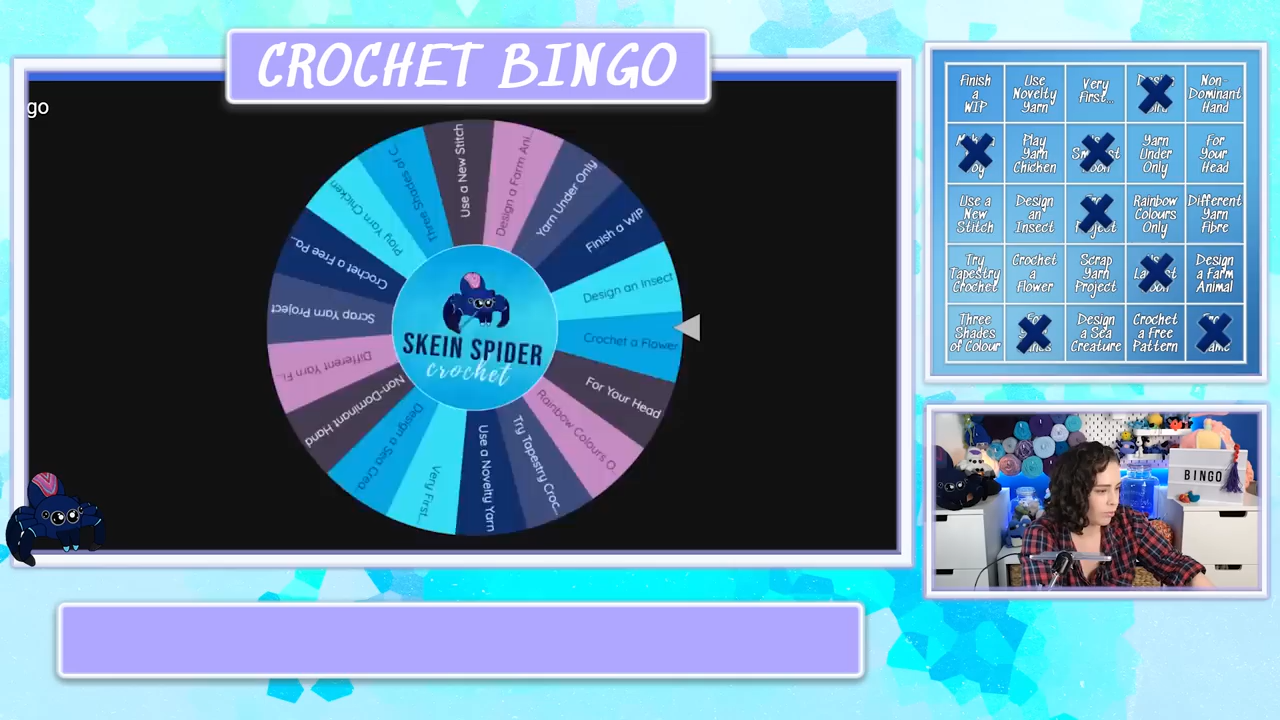 CROCHET BINGO
go
Use a New Stitch
Design a Farm Ani...
Yarn Under Only
Finish a WIP
Design an Insect
Crochet a Flower
For Your Head
Rainbow Colours O...
Try Tapestry Croc...
Use a Novelty Yarn
Very First...
Design a Sea Crea...
Non-Dominant Hand
Different Yarn Fi...
Scrap Yarn Project
Crochet a Free Pa...
Play Yarn Chicken
Three Shades of C...
SKEIN SPIDER
crochet
Finish
a
WIP
Use
Novelty
Yarn
Very
First...
Non-
Dominant
Hand
Play
Yarn
Chicken
Yarn
Under
Only
For
Your
Head
Use a
New
Stitch
Design
an
Insect
Rainbow
Colours
Only
Different
Yarn
Fibre
Try
Tapestry
Crochet
Crochet
a
Flower
Scrap
Yarn
Project
Design
a Farm
Animal
Three
Shades
of Colour
Design
a Sea
Creature
Crochet
a Free
Pattern
BINGO